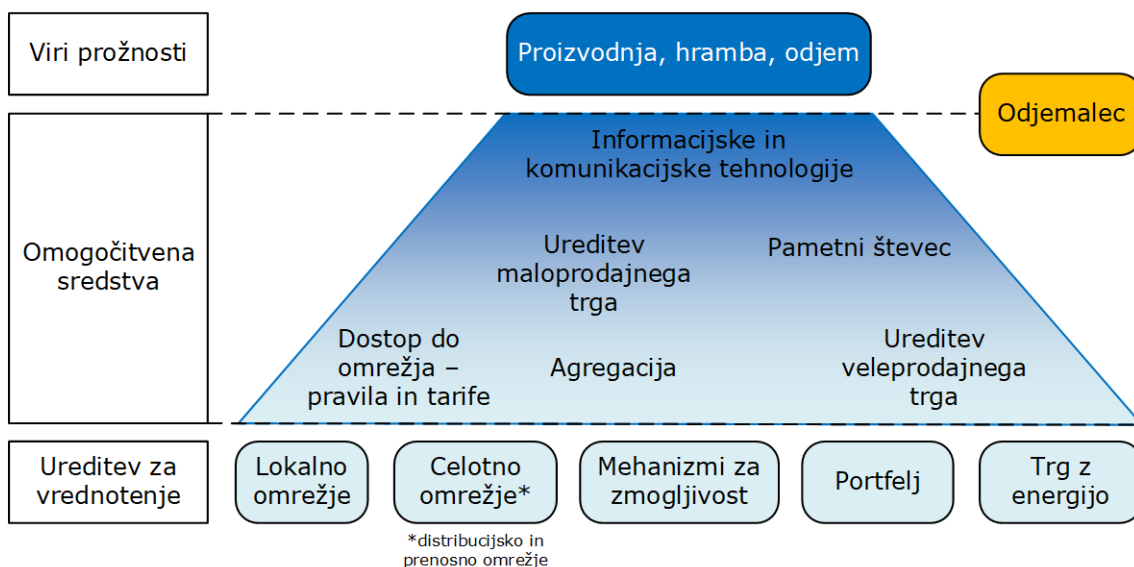 Viri prožnosti
Proizvodnja, hramba, odjem
Odjemalec
Omogočitvena
sredstva
Informacijske in
komunikacijske tehnologije
Ureditev
maloprodajnega
trga
Pametni števec
Dostop do
omrežja –
pravila in tarife
Agregacija
Ureditev
veleprodajnega
trga
Ureditev za
vrednotenje
Lokalno
omrežje
Celotno
omrežje*
Mehanizmi za
zmogljivost
Portfelj
Trg z
energijo
*distribucijsko in
prenosno omrežje